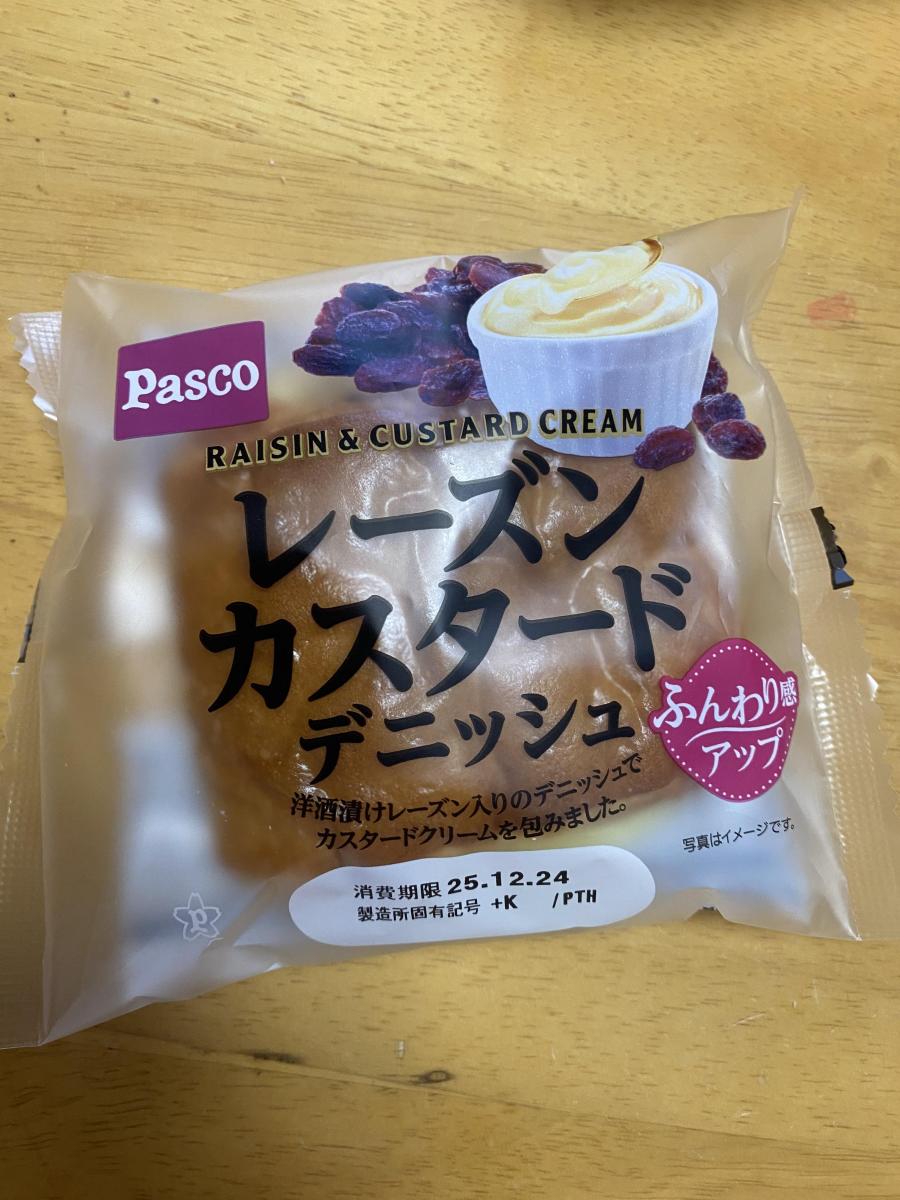 Pasco
RAISIN & CUSTARD CREAM
レーズン
カスタード
デニッシュ
ふんわり感
アップ
洋酒漬けレーズン入りのデニッシュで
カスタードクリームを包みました。
写真はイメージです。
消費期限 25.12.24
製造所固有記号 +K /PTH
P